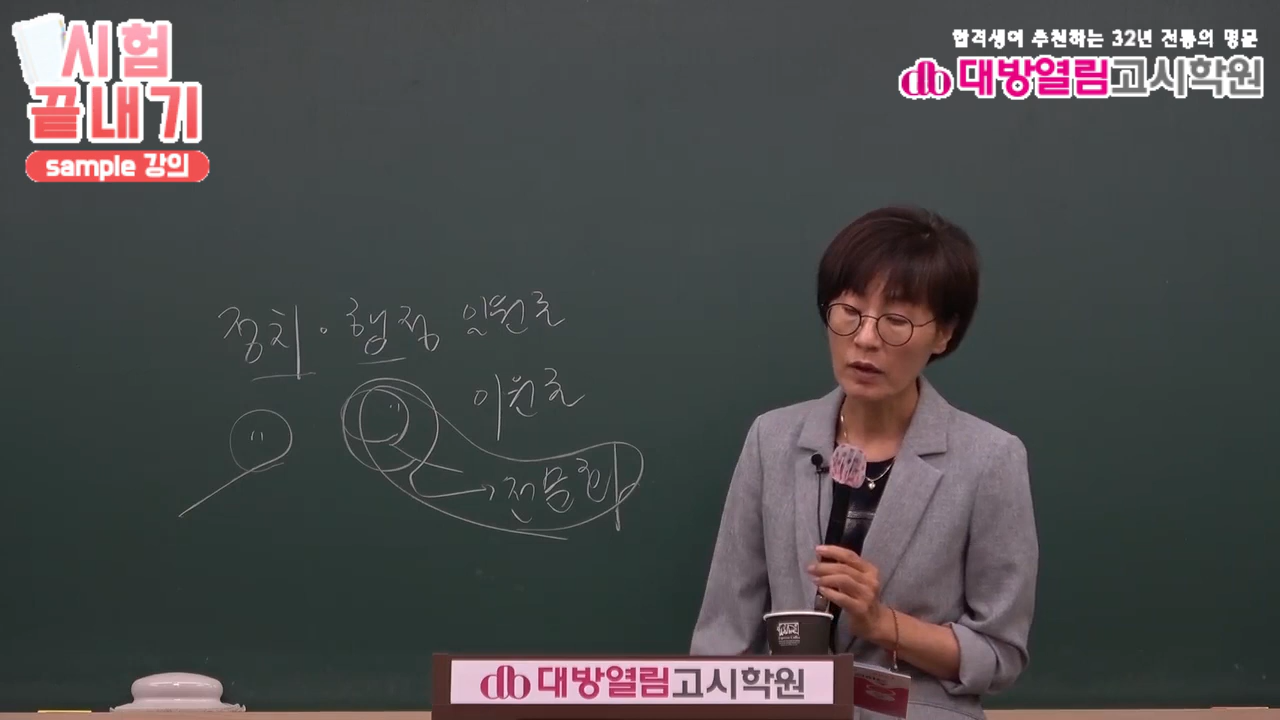 시험
끝내기
sample 강의
합격생이 추천하는 32년 전통의 명문
대방열림고시학원
정치·행정 일원론
이원론
전문화
대방열림고시학원